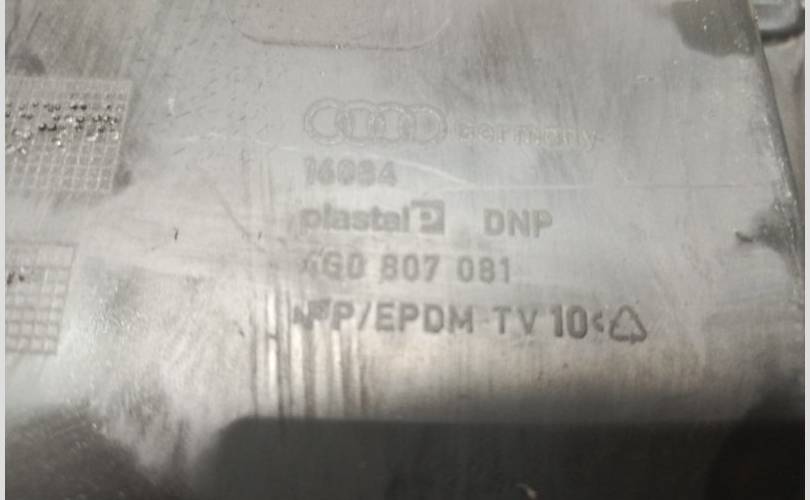 Germany
16084
plastal P DNP
4G0 807 081
PP/EPDM-TV 10<